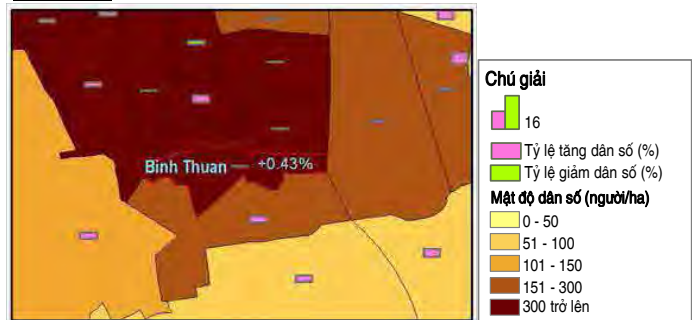 Binh Thuan +0.43%
Chú giải
16
Tỷ lệ tăng dân số (%)
Tỷ lệ giảm dân số (%)
Mật độ dân số (người/ha)
0 - 50
51 - 100
101 - 150
151 - 300
300 trở lên